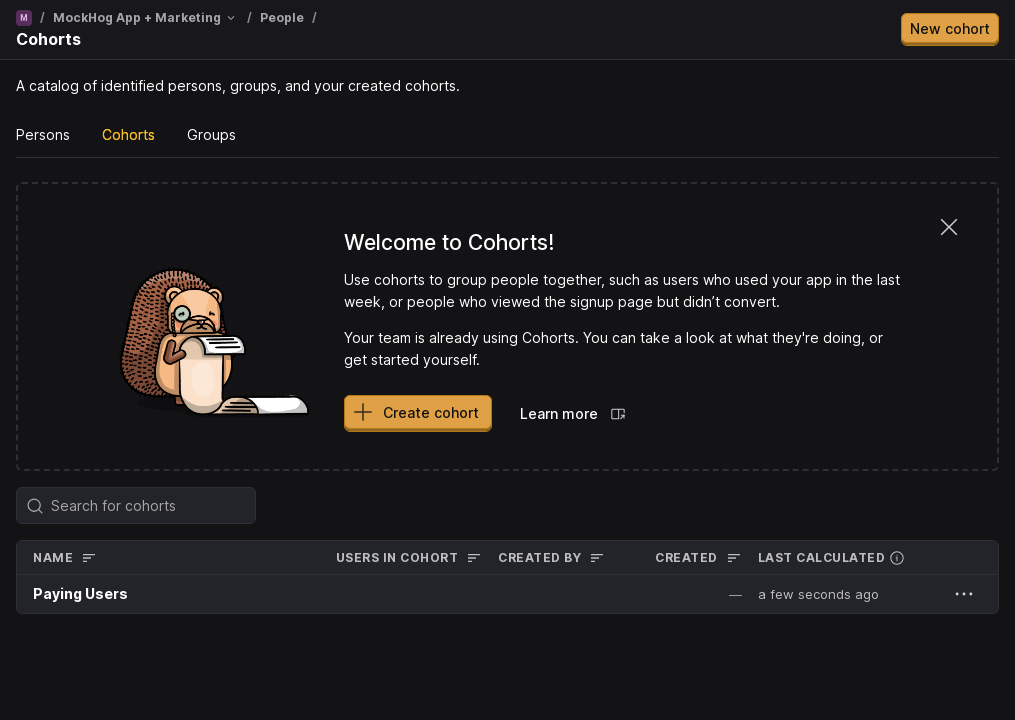 M / MockHog App + Marketing / People /
Cohorts
New cohort
A catalog of identified persons, groups, and your created cohorts.
Persons Cohorts Groups
Welcome to Cohorts!
Use cohorts to group people together, such as users who used your app in the last
week, or people who viewed the signup page but didn’t convert.
Your team is already using Cohorts. You can take a look at what they're doing, or
get started yourself.
Create cohort Learn more
Search for cohorts
NAME USERS IN COHORT CREATED BY CREATED LAST CALCULATED
Paying Users — a few seconds ago